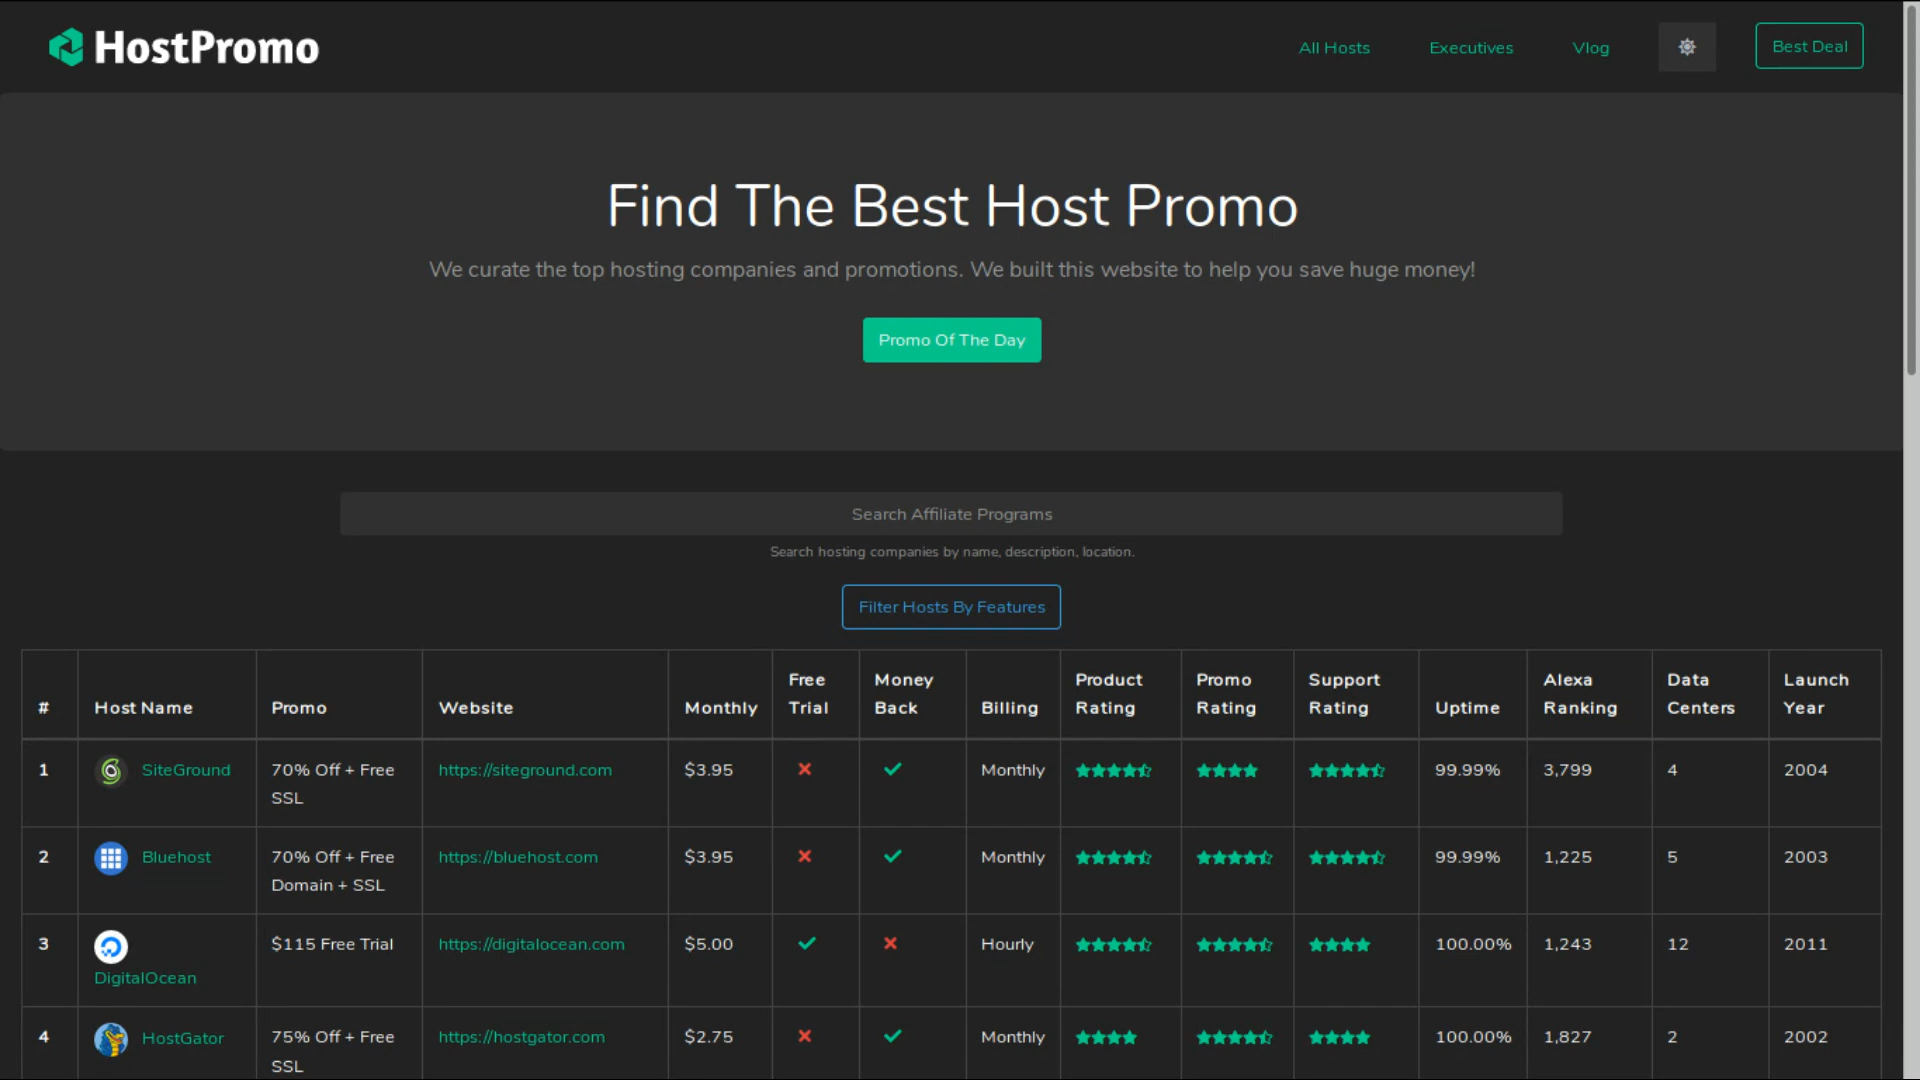 HostPromo
All Hosts Executives Vlog Best Deal
Find The Best Host Promo
We curate the top hosting companies and promotions. We built this website to help you save huge money!
Promo Of The Day
Search Affiliate Programs
Search hosting companies by name, description, location.
Filter Hosts By Features
# Host Name Promo Website Monthly Free Trial Money Back Billing Product Rating Promo Rating Support Rating Uptime Alexa Ranking Data Centers Launch Year
1 SiteGround 70% Off + Free SSL https://siteground.com $3.95 Monthly 99.99% 3,799 4 2004
2 Bluehost 70% Off + Free Domain + SSL https://bluehost.com $3.95 Monthly 99.99% 1,225 5 2003
3 DigitalOcean $115 Free Trial https://digitalocean.com $5.00 Hourly 100.00% 1,243 12 2011
4 HostGator 75% Off + Free SSL https://hostgator.com $2.75 Monthly 100.00% 1,827 2 2002